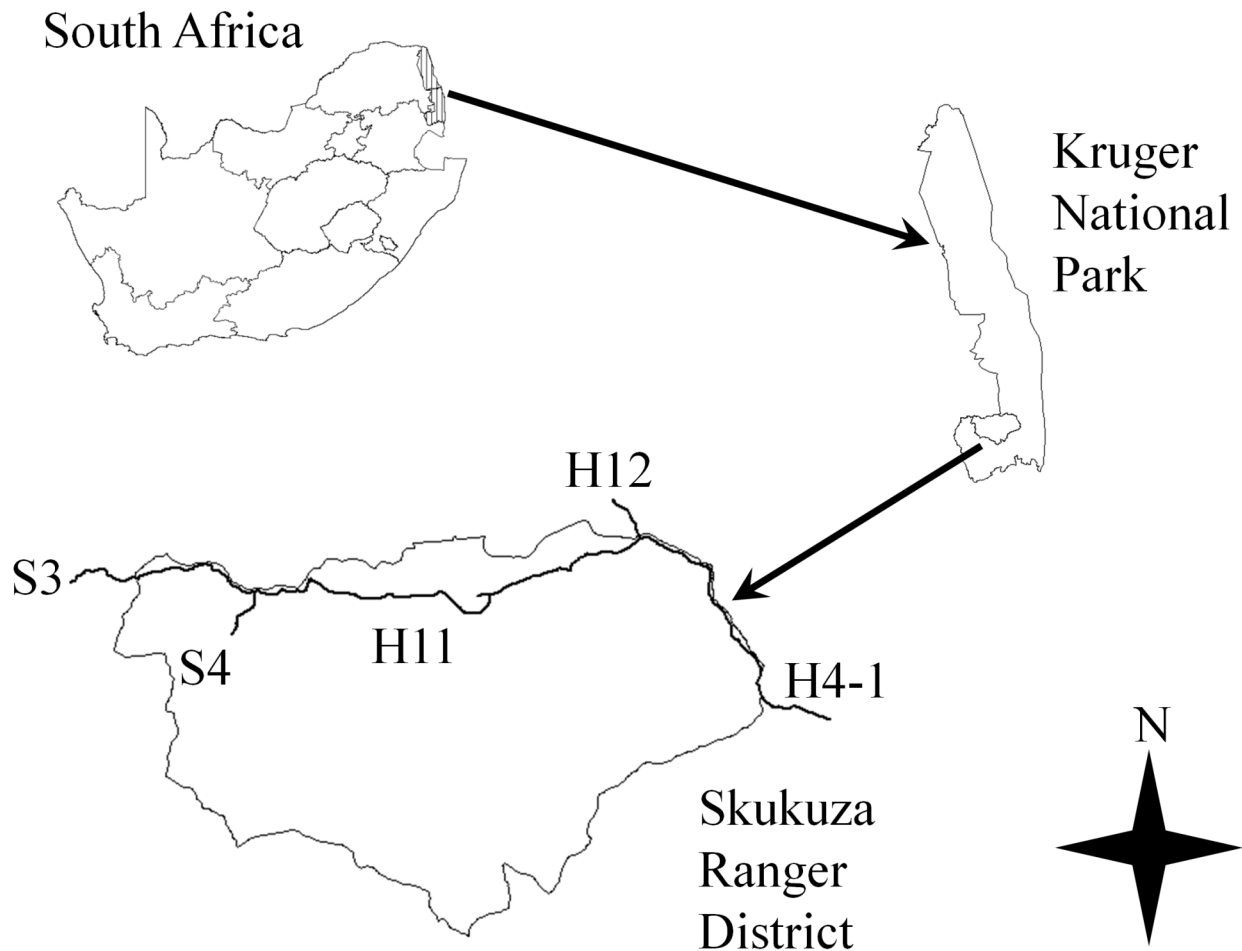 South Africa
Kruger
National
Park
H12
S3
H11
S4
H4-1
N
Skukuza
Ranger
District